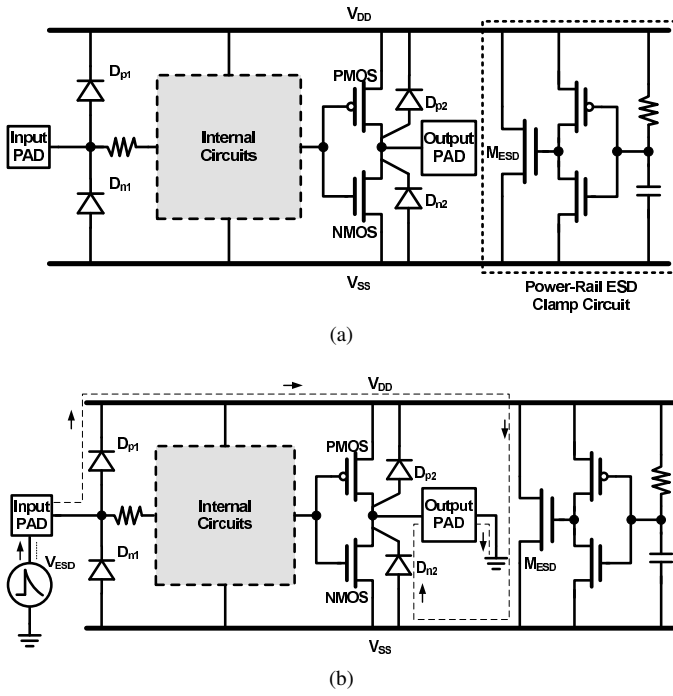 VDD
Dp1
PMOS
Dp2
Input
PAD
Internal
Circuits
Output
PAD
MESD
Dn1
Dn2
NMOS
VSS
Power-Rail ESD
Clamp Circuit
(a)
VDD
Dp1
PMOS
Dp2
Input
PAD
Internal
Circuits
Output
PAD
VESD
Dn1
Dn2
MESD
NMOS
VSS
(b)